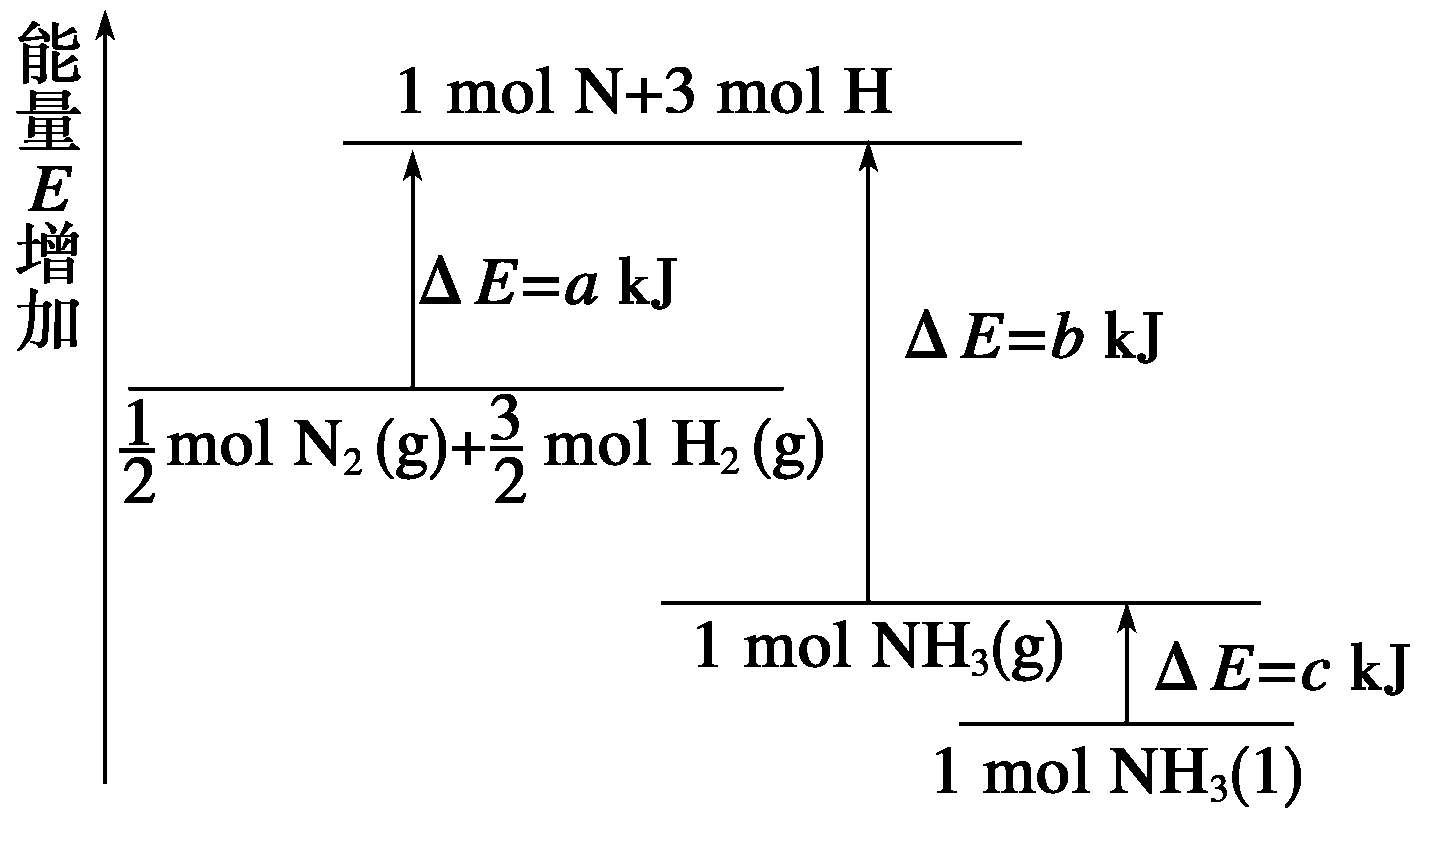 能量E增加
1 mol N+3 mol H
ΔE=a kJ
ΔE=b kJ
1/2 mol N₂(g)+3/2 mol H₂(g)
1 mol NH₃(g)
ΔE=c kJ
1 mol NH₃(1)